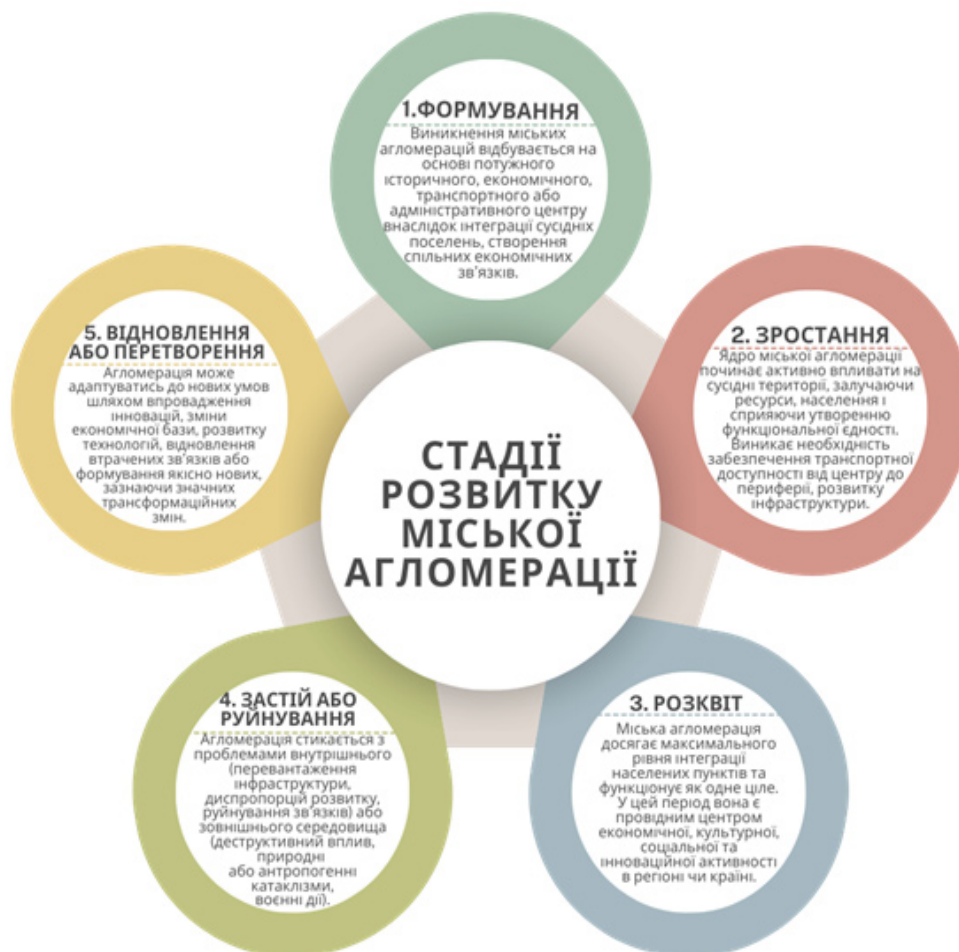 1.ФОРМУВАННЯ
Виникнення міських
агломерацій відбувається на
основі потужного
історичного, економічного,
транспортного або
адміністративного центру
внаслідок інтеграції сусідніх
поселень, створення
спільних економічних
зв'язків.
2. ЗРОСТАННЯ
Ядро міської агломерації
починає активно впливати на
сусідні території, залучаючи
ресурси, населення і
сприяючи утворенню
функціональної єдності.
Виникає необхідність
забезпечення транспортної
доступності від центру до
периферії, розвитку
інфраструктури.
3. РОЗКВІТ
Міська агломерація
досягає максимального
рівня інтеграції
населених пунктів та
функціонує як одне ціле.
У цей період вона є
провідним центром
економічної, культурної,
соціальної та
інноваційної активності
в регіоні чи країні.
4. ЗАСТІЙ АБО
РУЙНУВАННЯ
Агломерація стикається з
проблемами внутрішнього
(перевантаження
інфраструктури,
диспропорцій розвитку,
руйнування зв'язків) або
зовнішнього середовища
(деструктивний вплив,
природні
або антропогенні
катаклізми,
воєнні дії).
5. ВІДНОВЛЕННЯ
АБО ПЕРЕТВОРЕННЯ
Агломерація може
адаптуватись до нових умов
шляхом впровадження
інновацій, зміни
економічної бази, розвитку
технологій, відновлення
втрачених зв'язків або
формування якісно нових,
зазнаючи значних
трансформаційних
змін.
СТАДІЇ
РОЗВИТКУ
МІСЬКОЇ
АГЛОМЕРАЦІЇ